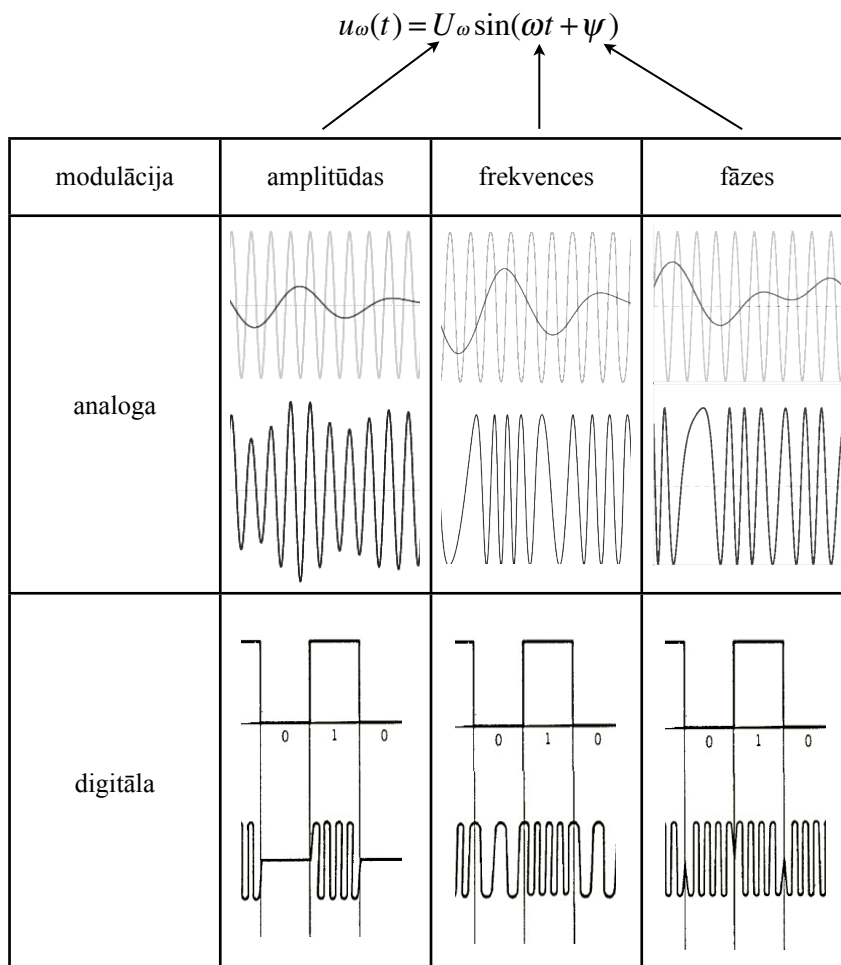 uω(t) = Uω sin(ωt + ψ)
modulācija amplitūdas frekvences fāzes
analoga
digitāla
0 1 0 0 1 0 0 1 0